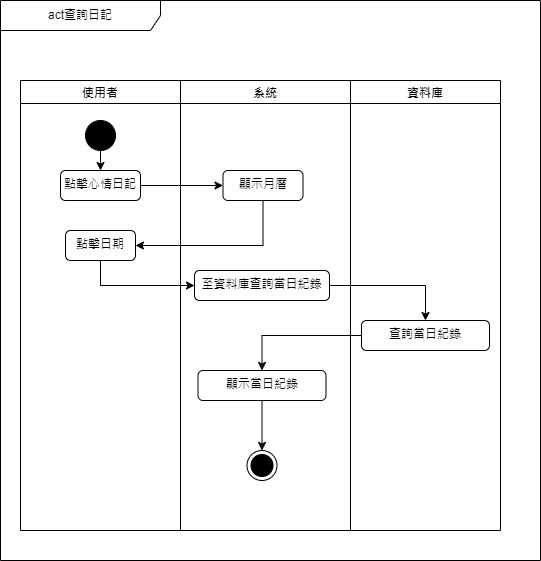 act查詢日記
使用者
系統
資料庫
點擊心情日記
顯示月曆
點擊日期
至資料庫查詢當日紀錄
查詢當日紀錄
顯示當日紀錄